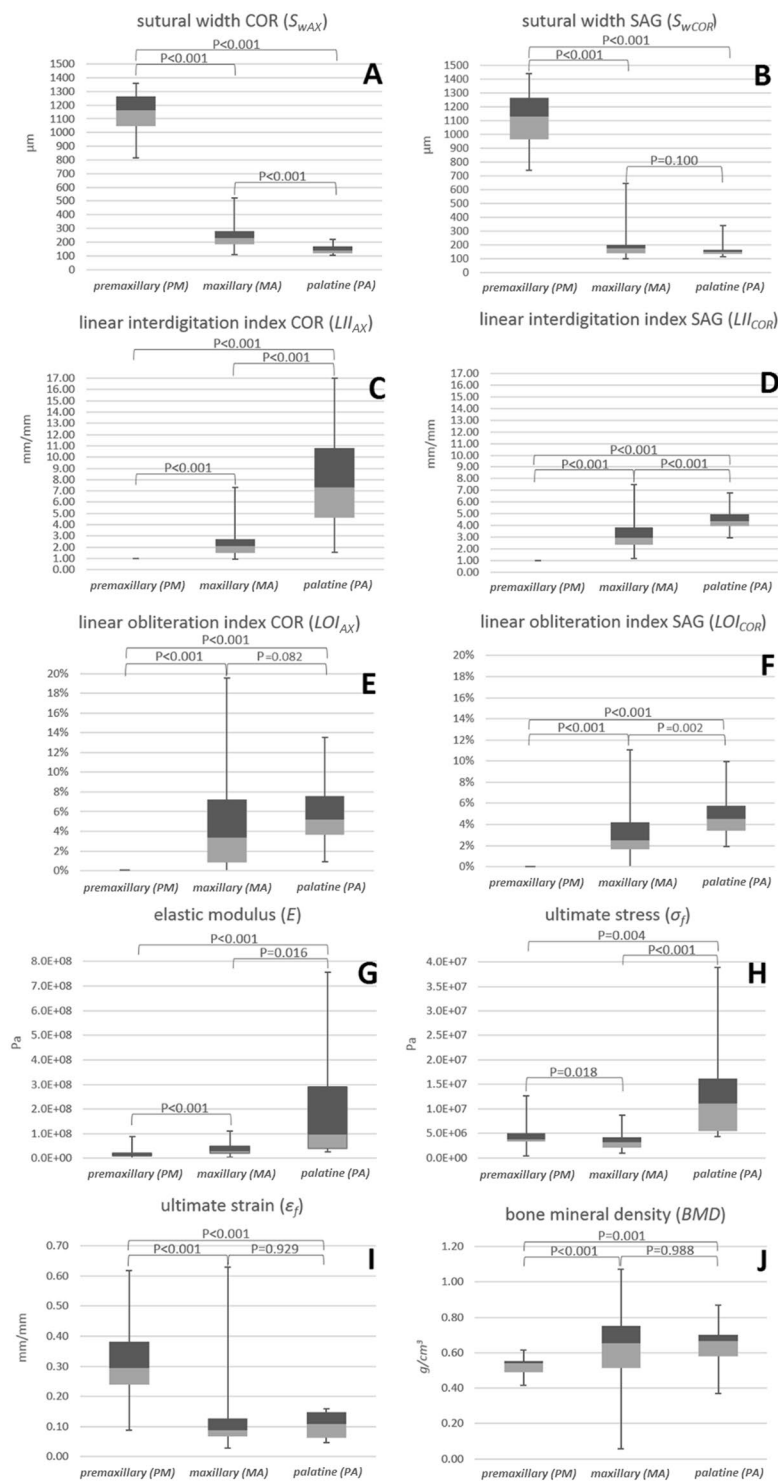 sutural width COR (SwAX)
P<0.001
P<0.001
A
1500
1400
1300
1200
1100
1000
900
800
700
600
500
400
300
200
100
0
µm
P<0.001
premaxillary (PM) maxillary (MA) palatine (PA)
sutural width SAG (SwCOR)
P<0.001
P<0.001
B
1500
1400
1300
1200
1100
1000
900
800
700
600
500
400
300
200
100
0
µm
P=0.100
premaxillary (PM) maxillary (MA) palatine (PA)
linear interdigitation index COR (LIIAX)
P<0.001
P<0.001
C
17.00
16.00
15.00
14.00
13.00
12.00
11.00
10.00
9.00
8.00
7.00
6.00
5.00
4.00
3.00
2.00
1.00
0.00
mm/mm
P<0.001
premaxillary (PM) maxillary (MA) palatine (PA)
linear interdigitation index SAG (LIICOR)
D
17.00
16.00
15.00
14.00
13.00
12.00
11.00
10.00
9.00
8.00
7.00
6.00
5.00
4.00
3.00
2.00
1.00
0.00
mm/mm
P<0.001
P<0.001 P<0.001
premaxillary (PM) maxillary (MA) palatine (PA)
linear obliteration index COR (LOIAX)
P<0.001
P<0.001 P=0.082
E
20%
18%
16%
14%
12%
10%
8%
6%
4%
2%
0%
premaxillary (PM) maxillary (MA) palatine (PA)
linear obliteration index SAG (LOICOR)
F
20%
18%
16%
14%
12%
10%
8%
6%
4%
2%
0%
P<0.001
P<0.001 P=0.002
premaxillary (PM) maxillary (MA) palatine (PA)
elastic modulus (E)
P<0.001
P=0.016
G
8.0E+08
7.0E+08
6.0E+08
5.0E+08
4.0E+08
3.0E+08
2.0E+08
1.0E+08
0.0E+00
Pa
P<0.001
premaxillary (PM) maxillary (MA) palatine (PA)
ultimate stress (σf)
P=0.004
P<0.001
H
4.0E+07
3.5E+07
3.0E+07
2.5E+07
2.0E+07
1.5E+07
1.0E+07
5.0E+06
0.0E+00
Pa
P=0.018
premaxillary (PM) maxillary (MA) palatine (PA)
ultimate strain (εf)
P<0.001
P<0.001 P=0.929
I
0.70
0.60
0.50
0.40
0.30
0.20
0.10
0.00
mm/mm
premaxillary (PM) maxillary (MA) palatine (PA)
bone mineral density (BMD)
P=0.001
P<0.001 P=0.988
J
1.20
1.00
0.80
0.60
0.40
0.20
0.00
g/cm³
premaxillary (PM) maxillary (MA) palatine (PA)